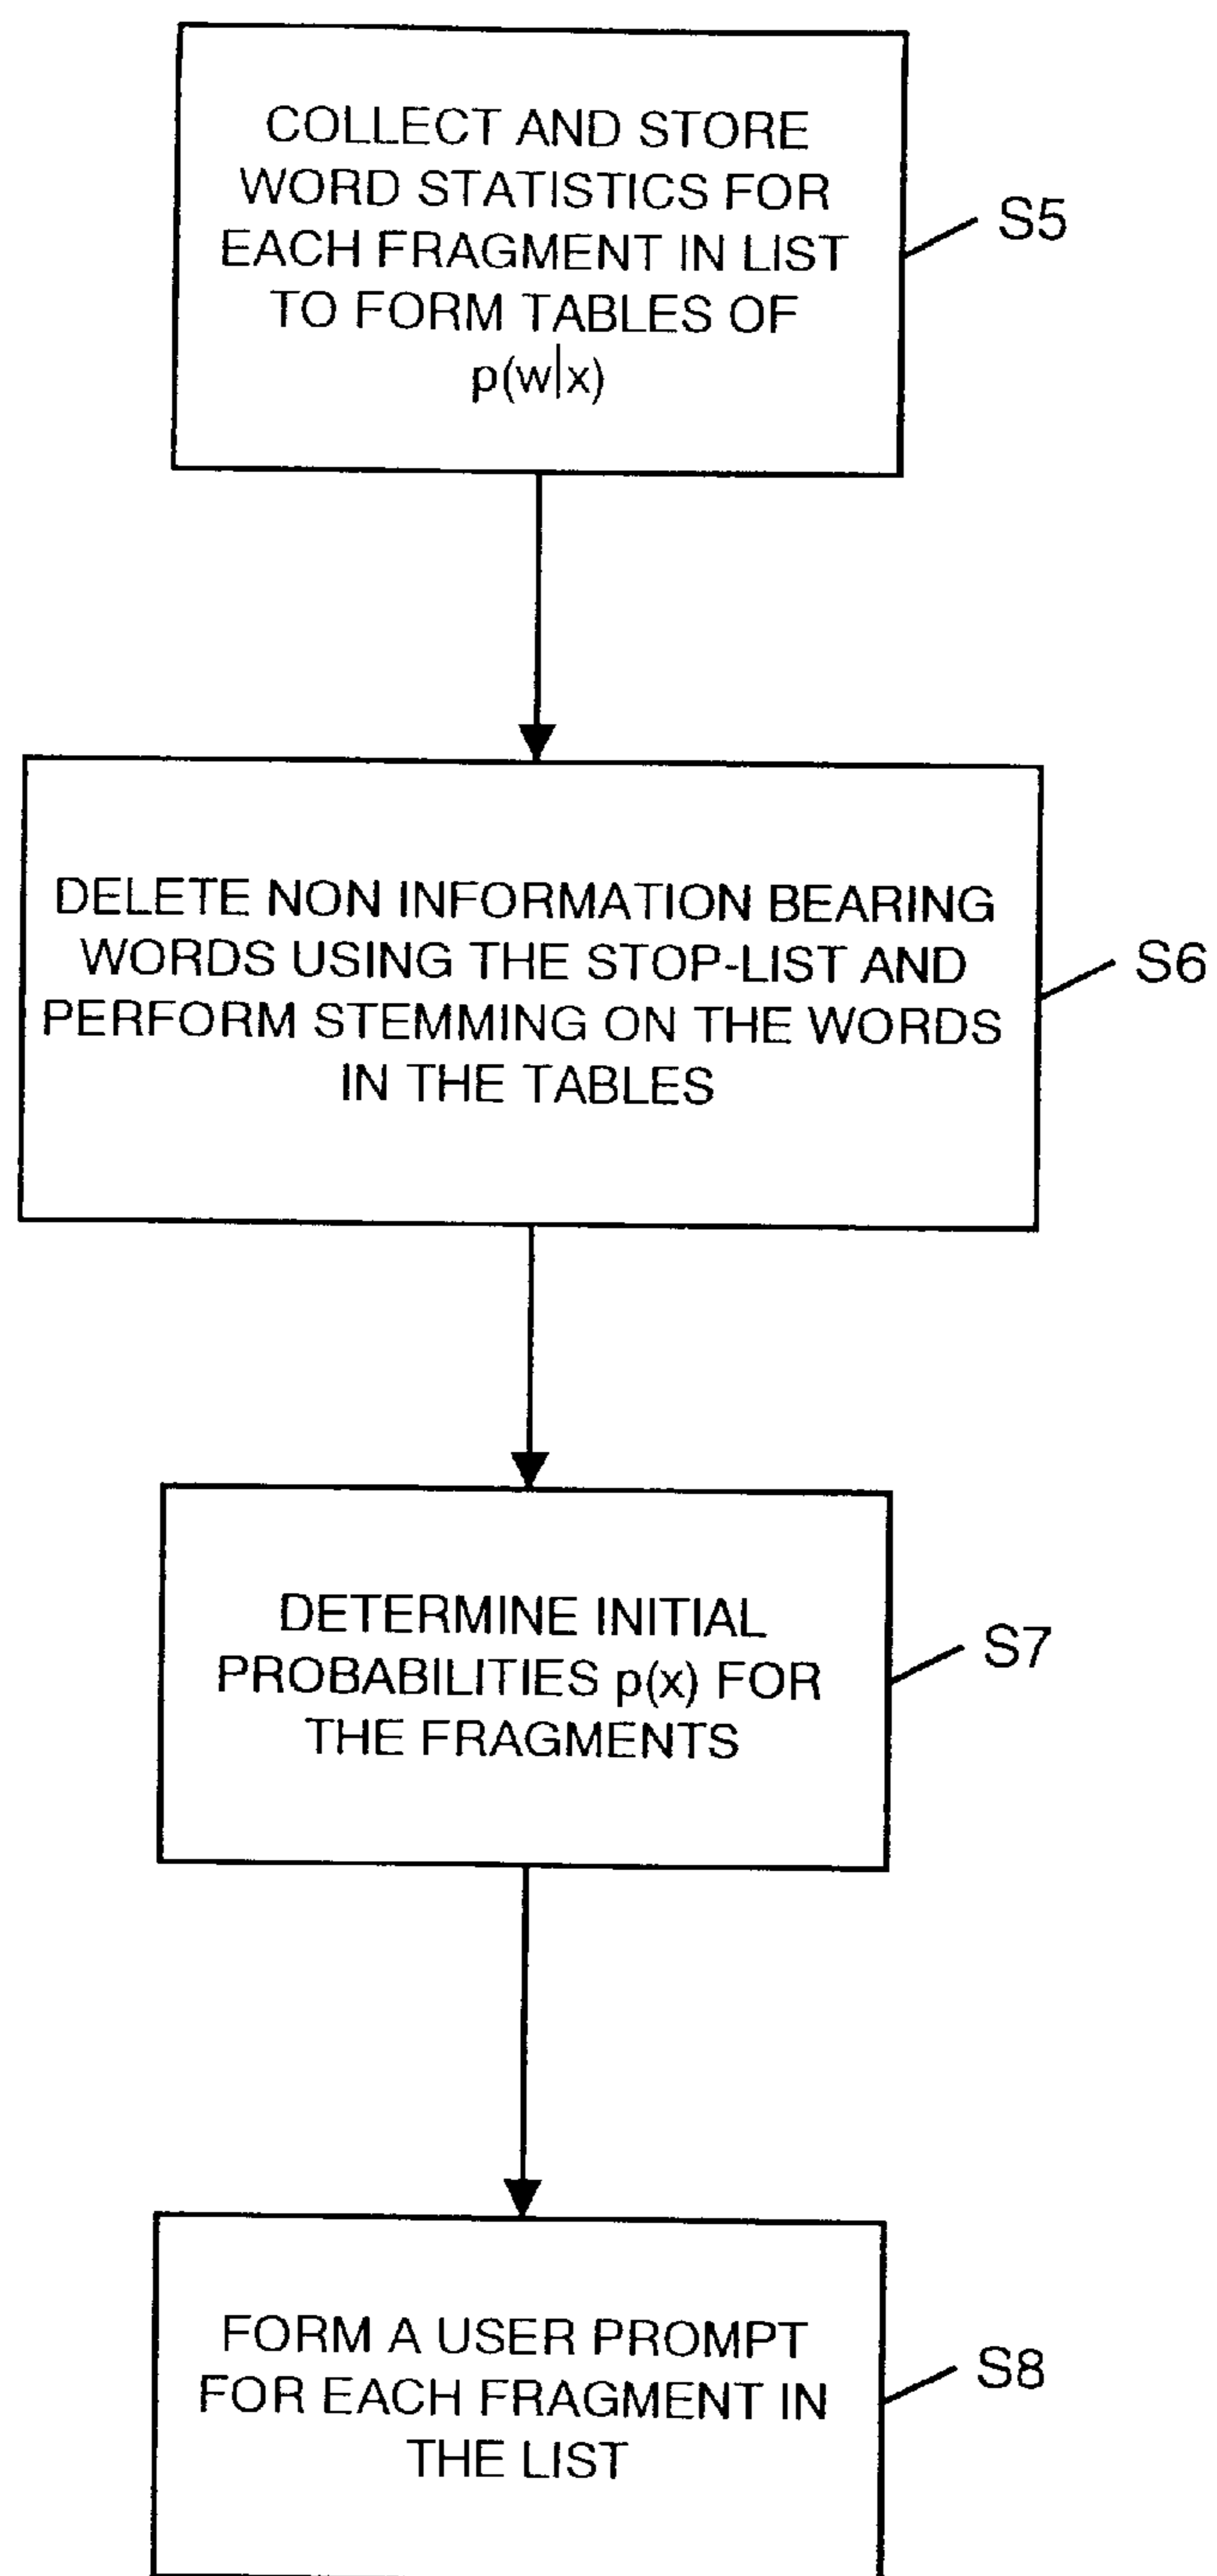 COLLECT AND STORE
WORD STATISTICS FOR
EACH FRAGMENT IN LIST
TO FORM TABLES OF
p(w|x)
S5
DELETE NON INFORMATION BEARING
WORDS USING THE STOP-LIST AND
PERFORM STEMMING ON THE WORDS
IN THE TABLES
S6
DETERMINE INITIAL
PROBABILITIES p(x) FOR
THE FRAGMENTS
S7
FORM A USER PROMPT
FOR EACH FRAGMENT IN
THE LIST
S8